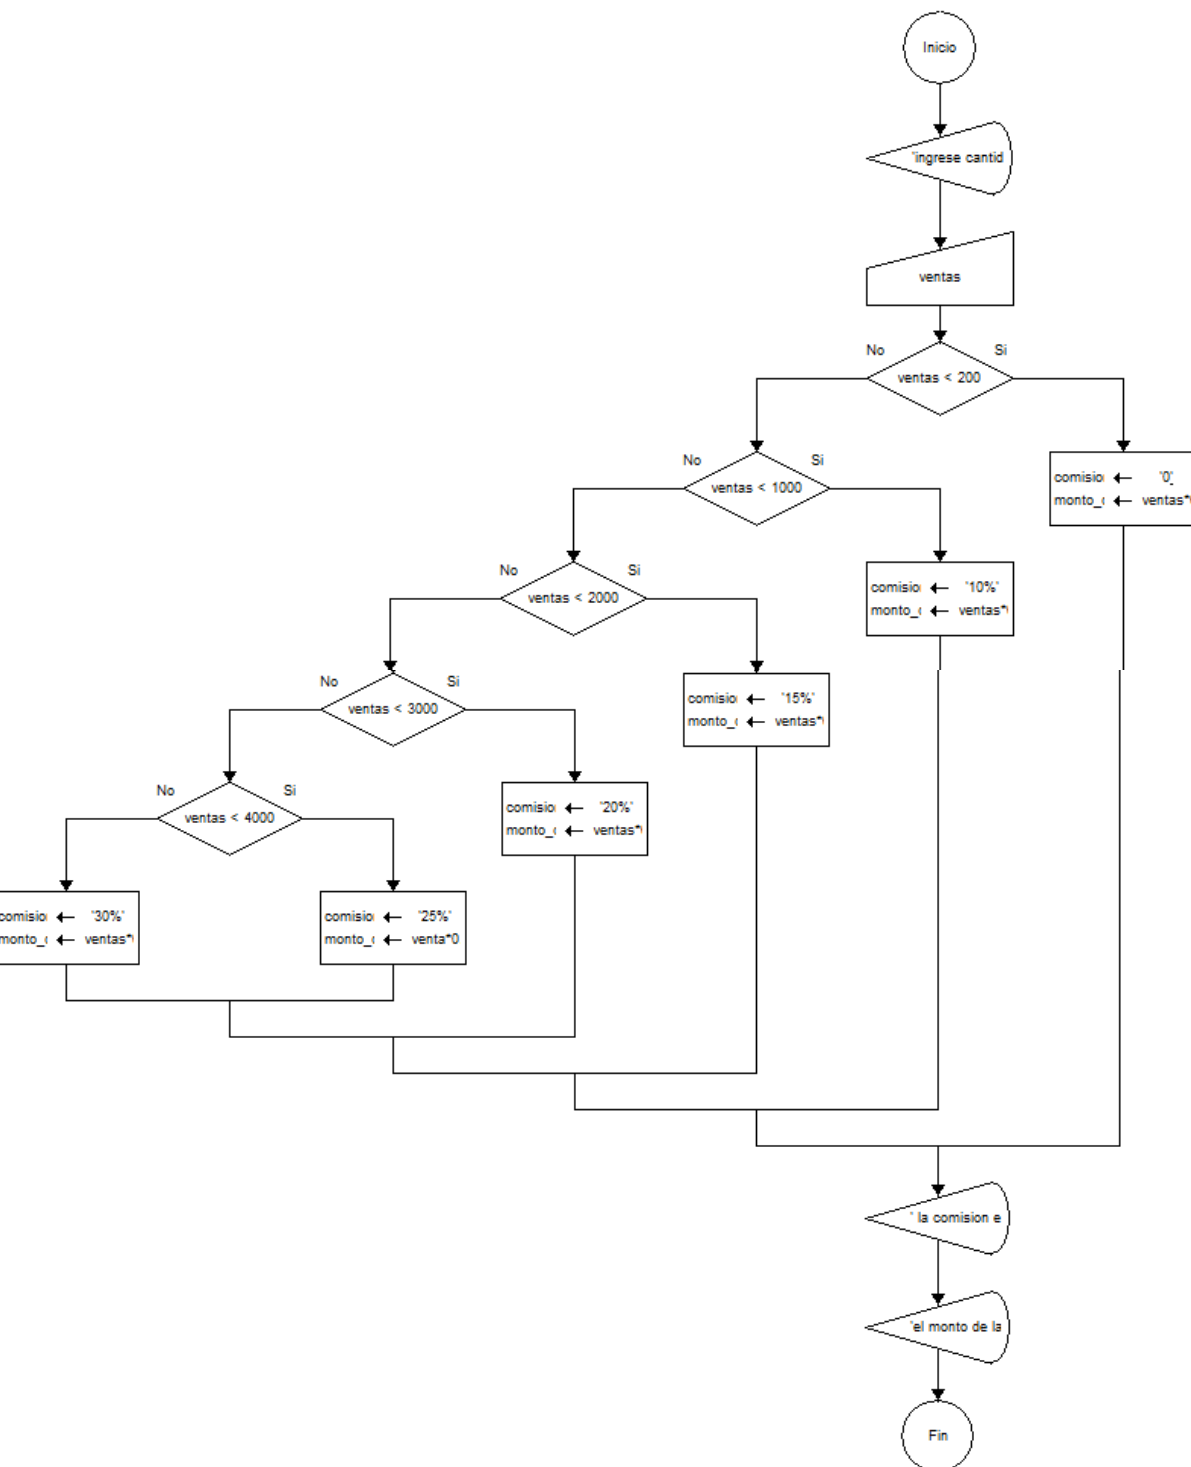 Inicio
'ingrese cantid
ventas
No
Si
ventas < 200
No
Si
ventas < 1000
comisio ← '0'
monto_ ← ventas*
No
Si
ventas < 2000
comisio ← '10%'
monto_ ← ventas*
No
Si
ventas < 3000
comisio ← '15%'
monto_ ← ventas*
No
Si
ventas < 4000
comisio ← '20%'
monto_ ← ventas*
comisio ← '30%'
monto_ ← ventas*
comisio ← '25%'
monto_ ← venta*0
' la comision e
'el monto de la
Fin